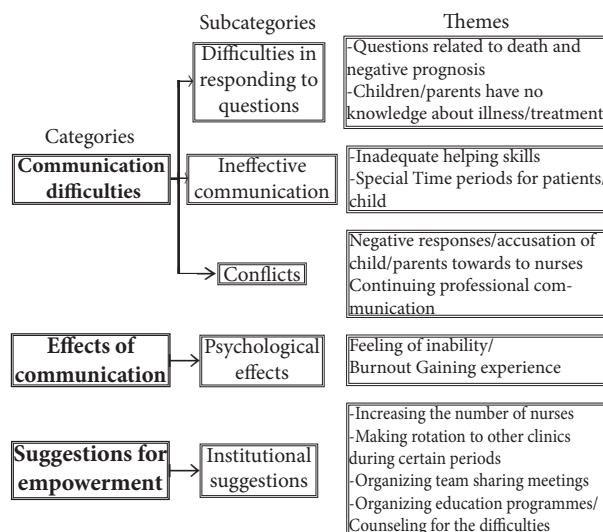 Subcategories
Themes
Categories
Communication
difficulties
Difficulties in
responding to
questions
-Questions related to death and
negative prognosis
-Children/parents have no
knowledge about illness/treatment
Ineffective
communication
-Inadequate helping skills
-Special Time periods for patients/
child
Conflicts
Negative responses/accusation of
child/parents towards to nurses
Continuing professional com-
munication
Effects of
communication
Psychological
effects
Feeling of inability/
Burnout Gaining experience
Suggestions for
empowerment
Institutional
suggestions
-Increasing the number of nurses
-Making rotation to other clinics
during certain periods
-Organizing team sharing meetings
-Organizing education programmes/
Counseling for the difficulties